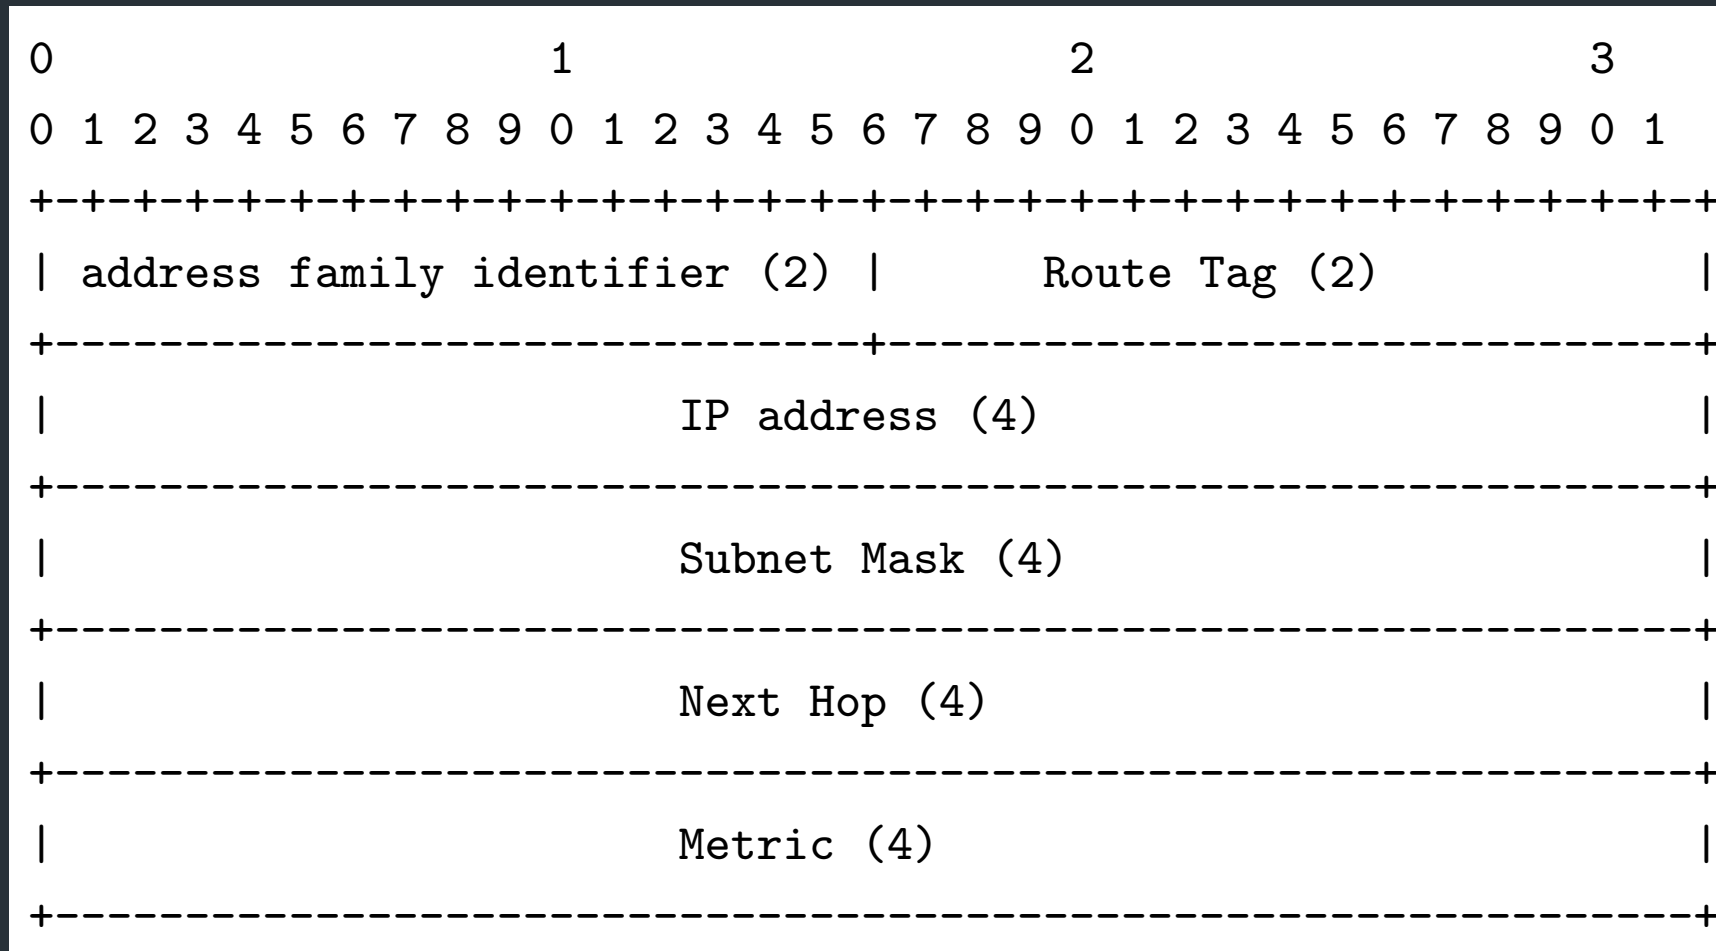 0                   1                   2                   3
0 1 2 3 4 5 6 7 8 9 0 1 2 3 4 5 6 7 8 9 0 1 2 3 4 5 6 7 8 9 0 1
+-+-+-+-+-+-+-+-+-+-+-+-+-+-+-+-+-+-+-+-+-+-+-+-+-+-+-+-+-+-+-+-+
| address family identifier (2) |      Route Tag (2)            |
+-------------------------------+-------------------------------+
|                         IP address (4)                        |
+---------------------------------------------------------------+
|                         Subnet Mask (4)                       |
+---------------------------------------------------------------+
|                         Next Hop (4)                          |
+---------------------------------------------------------------+
|                         Metric (4)                            |
+---------------------------------------------------------------+